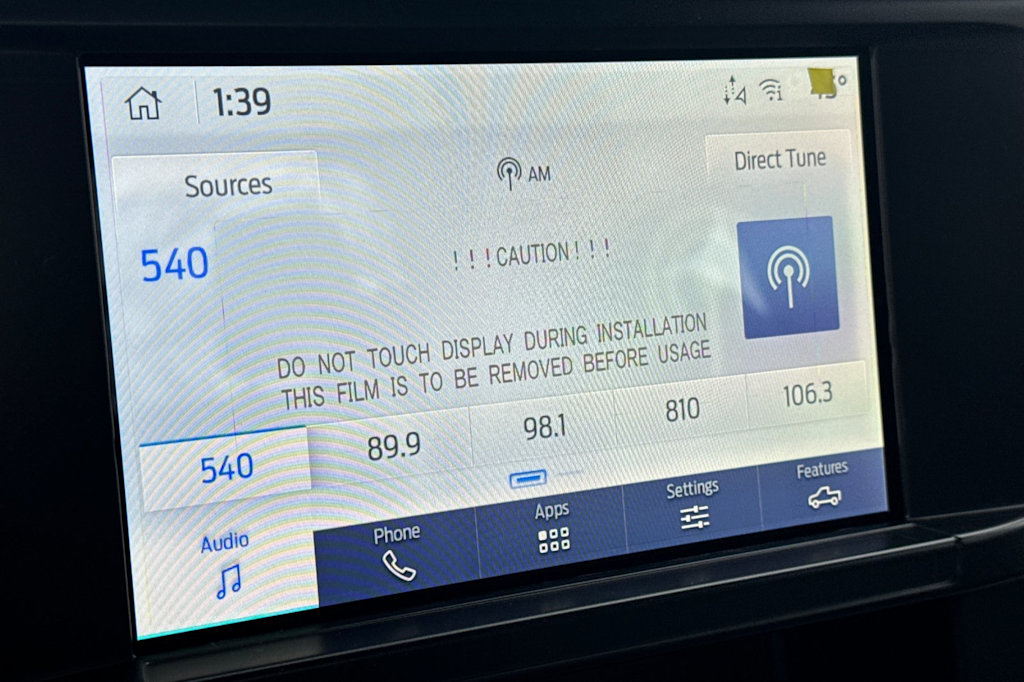 1:39
Sources
AM
Direct Tune
540
! ! ! CAUTION ! ! !
DO NOT TOUCH DISPLAY DURING INSTALLATION
THIS FILM IS TO BE REMOVED BEFORE USAGE
540
89.9
98.1
810
106.3
Audio
Phone
Apps
Settings
Features